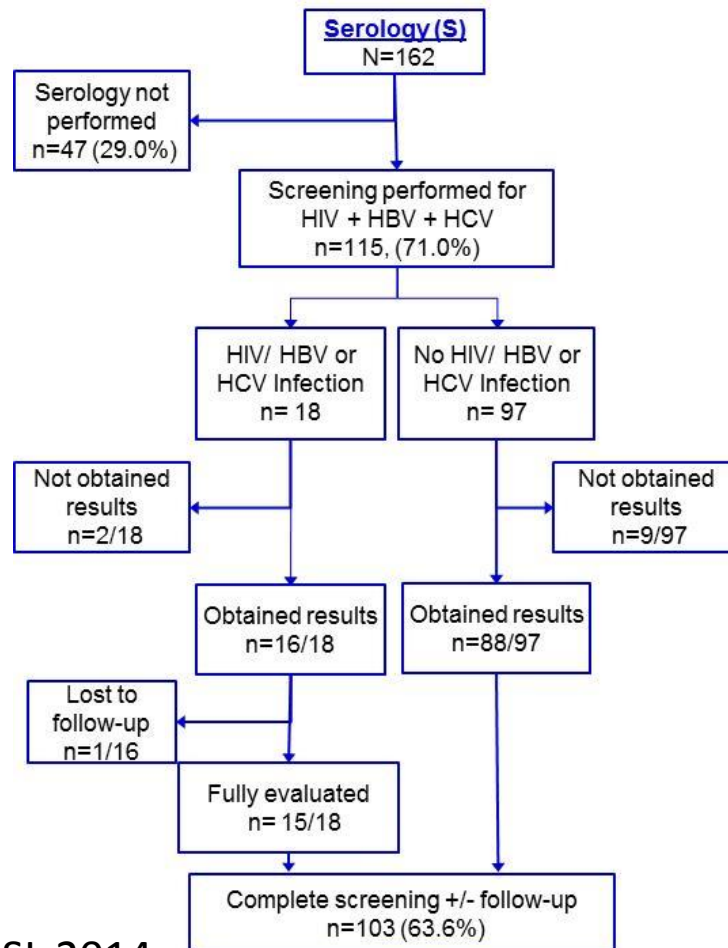 Serology (S)
N=162
Serology not
performed
n=47 (29.0%)
Screening performed for
HIV + HBV + HCV
n=115, (71.0%)
HIV/ HBV or
HCV Infection
n= 18
No HIV/ HBV or
HCV Infection
n= 97
Not obtained
results
n=2/18
Not obtained
results
n=9/97
Obtained results
n=16/18
Obtained results
n=88/97
Lost to
follow-up
n=1/16
Fully evaluated
n= 15/18
Complete screening +/- follow-up
n=103 (63.6%)